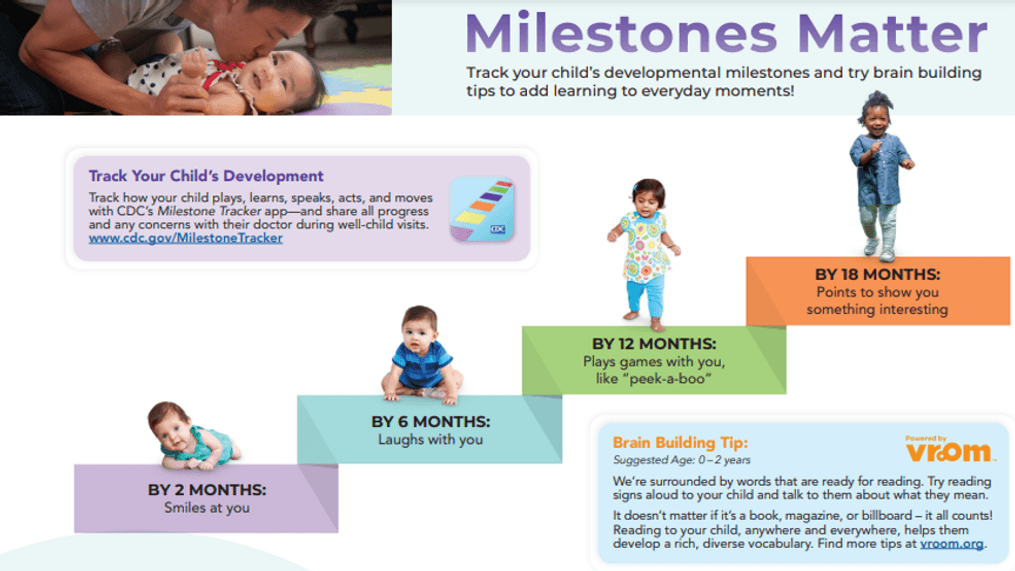 Milestones Matter
Track your child's developmental milestones and try brain building
tips to add learning to everyday moments!
Track Your Child's Development
Track how your child plays, learns, speaks, acts, and moves
with CDC's Milestone Tracker app—and share all progress
and any concerns with their doctor during well-child visits.
www.cdc.gov/MilestoneTracker
CDC
BY 18 MONTHS:
Points to show you
something interesting
BY 12 MONTHS:
Plays games with you,
like "peek-a-boo"
BY 6 MONTHS:
Laughs with you
BY 2 MONTHS:
Smiles at you
Brain Building Tip:
Suggested Age: 0–2 years
Powered by
vroom™
We're surrounded by words that are ready for reading. Try reading
signs aloud to your child and talk to them about what they mean.
It doesn't matter if it's a book, magazine, or billboard – it all counts!
Reading to your child, anywhere and everywhere, helps them
develop a rich, diverse vocabulary. Find more tips at vroom.org.